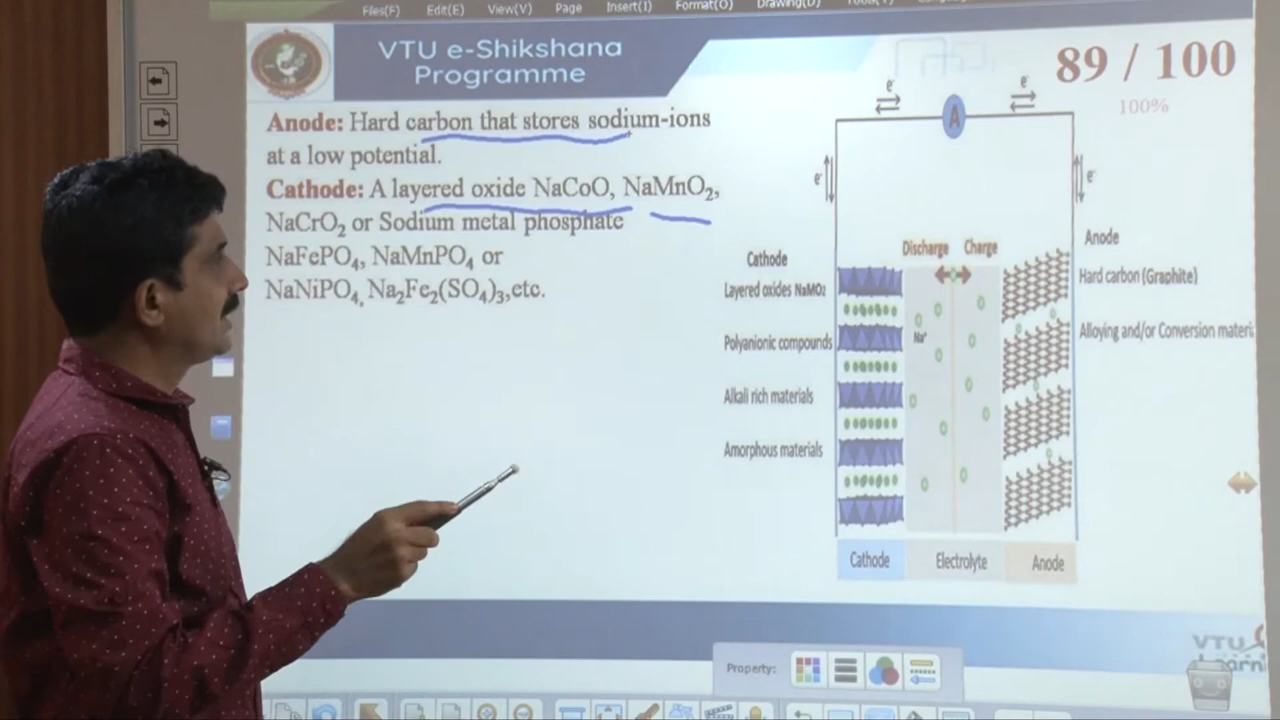 Files(F) Edit(E) View(V) Page Insert(I) Format(O) Drawing(D)
VTU e-Shikshana
Programme
89 / 100
100%
Anode: Hard carbon that stores sodium-ions
at a low potential.
Cathode: A layered oxide NaCoO, NaMnO₂,
NaCrO₂ or Sodium metal phosphate
NaFePO₄, NaMnPO₄ or
NaNiPO₄, Na₂Fe₂(SO₄)₃,etc.
e⁻ e⁻
A
e⁻ e⁻
Discharge Charge
Cathode
Layered oxides NaMO₂
Polyanionic compounds
Alkali rich materials
Amorphous materials
Na⁺
Anode
Hard carbon (Graphite)
Alloying and/or Conversion materi
Cathode Electrolyte Anode
VTU
Property: